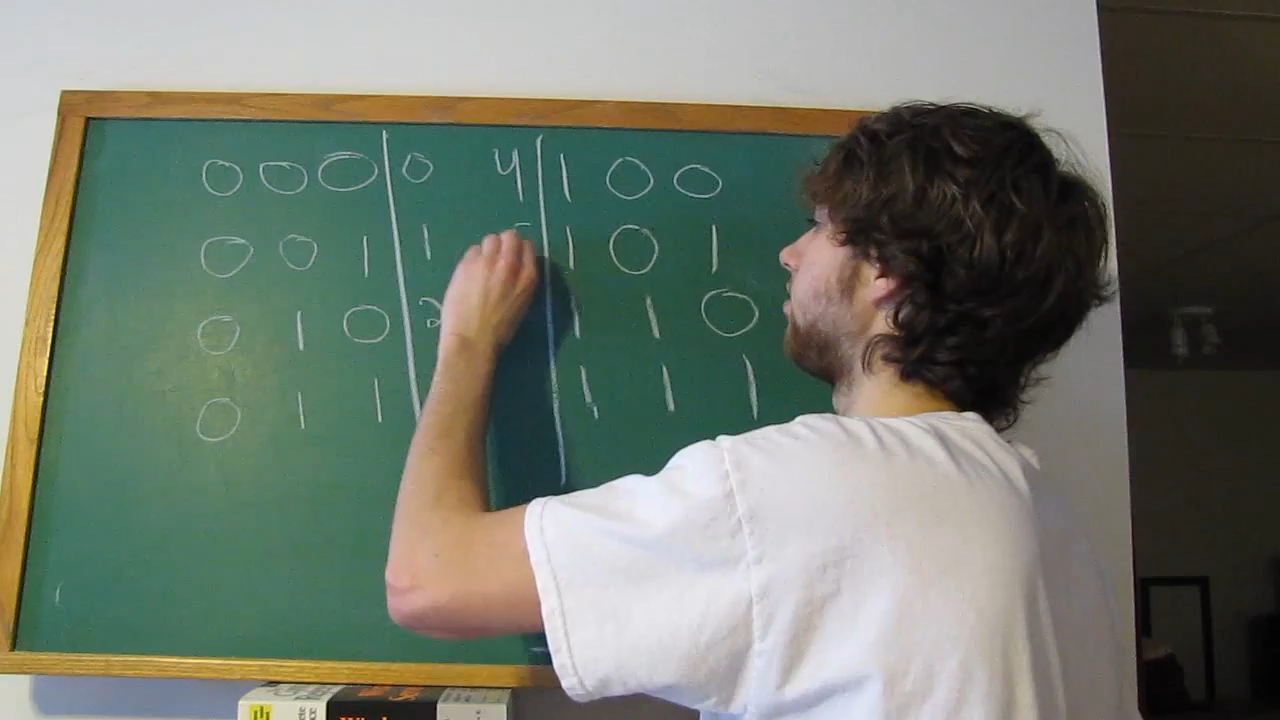 0 0 0 0 4 1 0 0
0 0 1 1 1 0 1
0 1 0 2 1 1 0
0 1 1 1 1 1